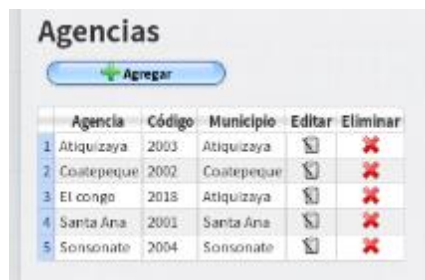 Agencias
Agregar
Agencia Código Municipio Editar Eliminar
1 Atiquizaya 2003 Atiquizaya
2 Coatepeque 2002 Coatepeque
3 El congo 2018 Atiquizaya
4 Santa Ana 2001 Santa Ana
5 Sonsonate 2004 Sonsonate